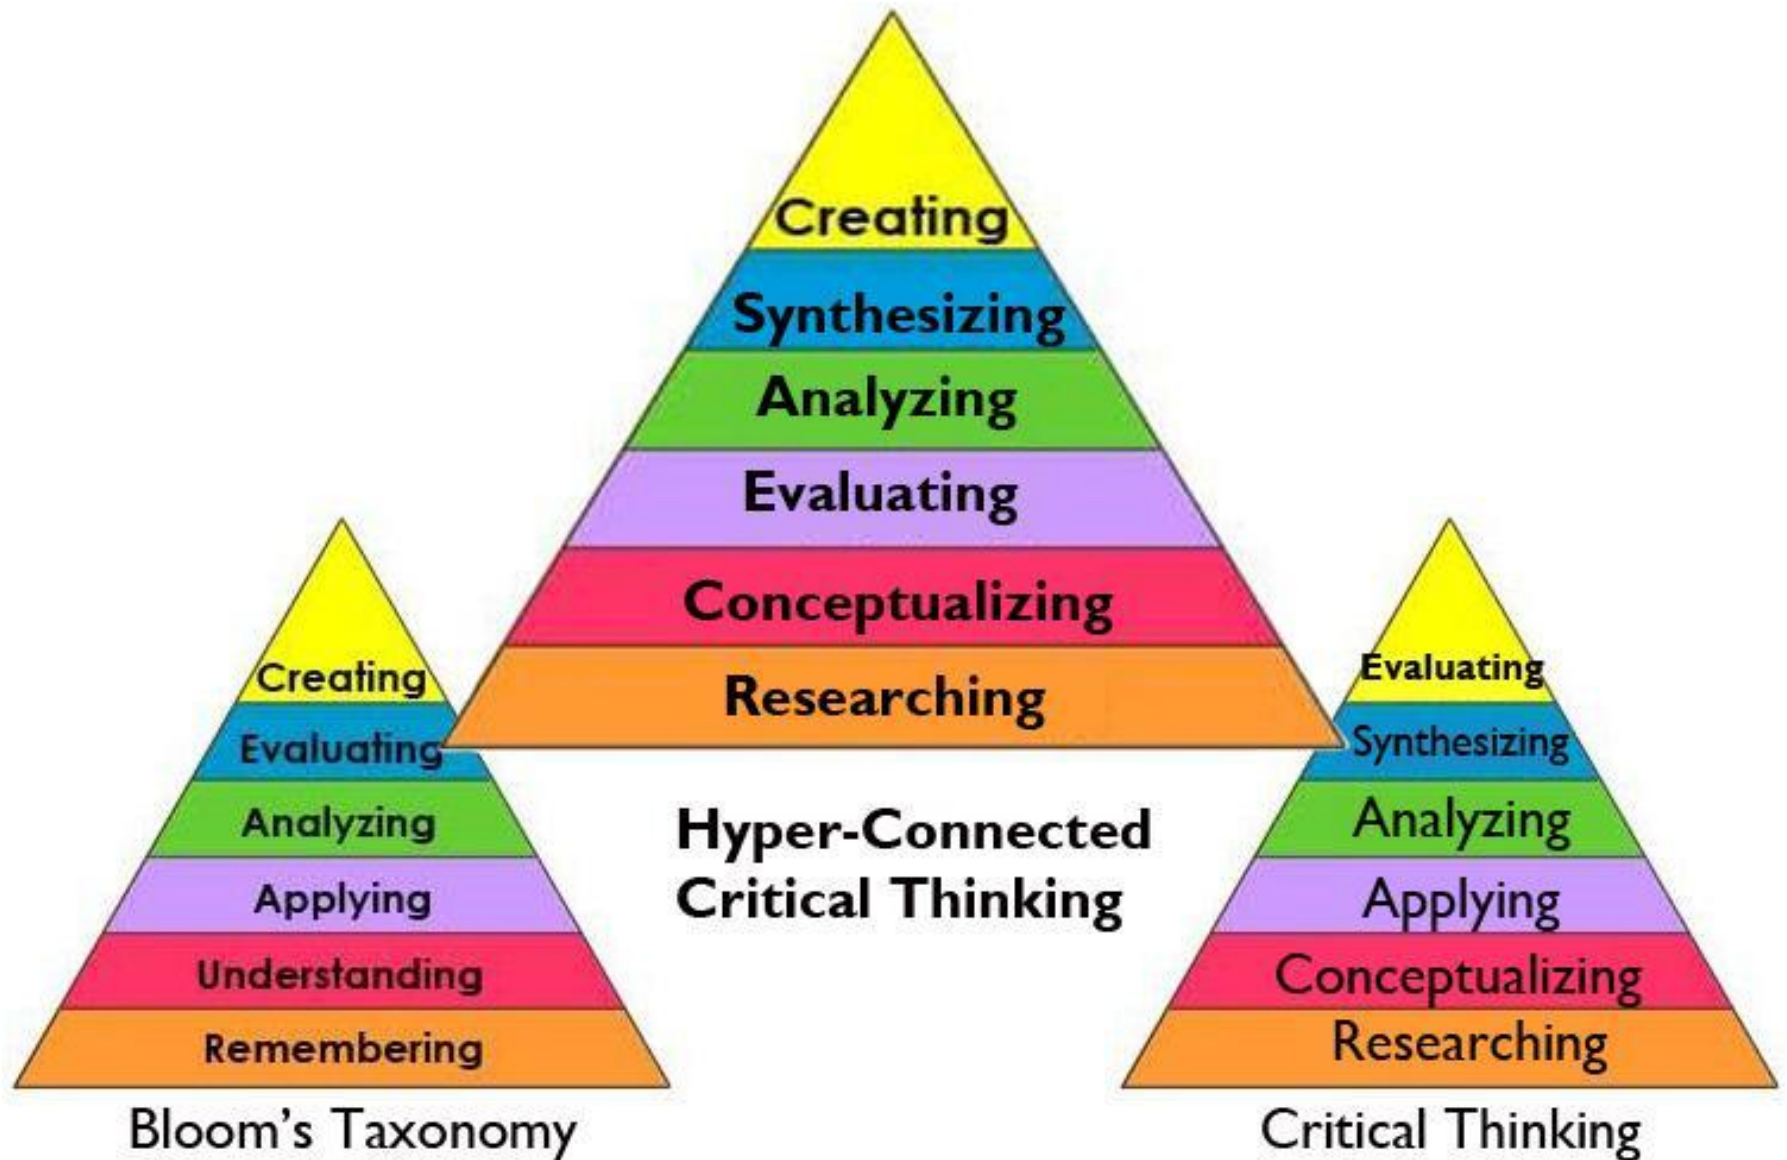 Creating
Synthesizing
Analyzing
Evaluating
Conceptualizing
Researching
Hyper-Connected
Critical Thinking
Creating
Evaluating
Analyzing
Applying
Understanding
Remembering
Bloom's Taxonomy
Evaluating
Synthesizing
Analyzing
Applying
Conceptualizing
Researching
Critical Thinking